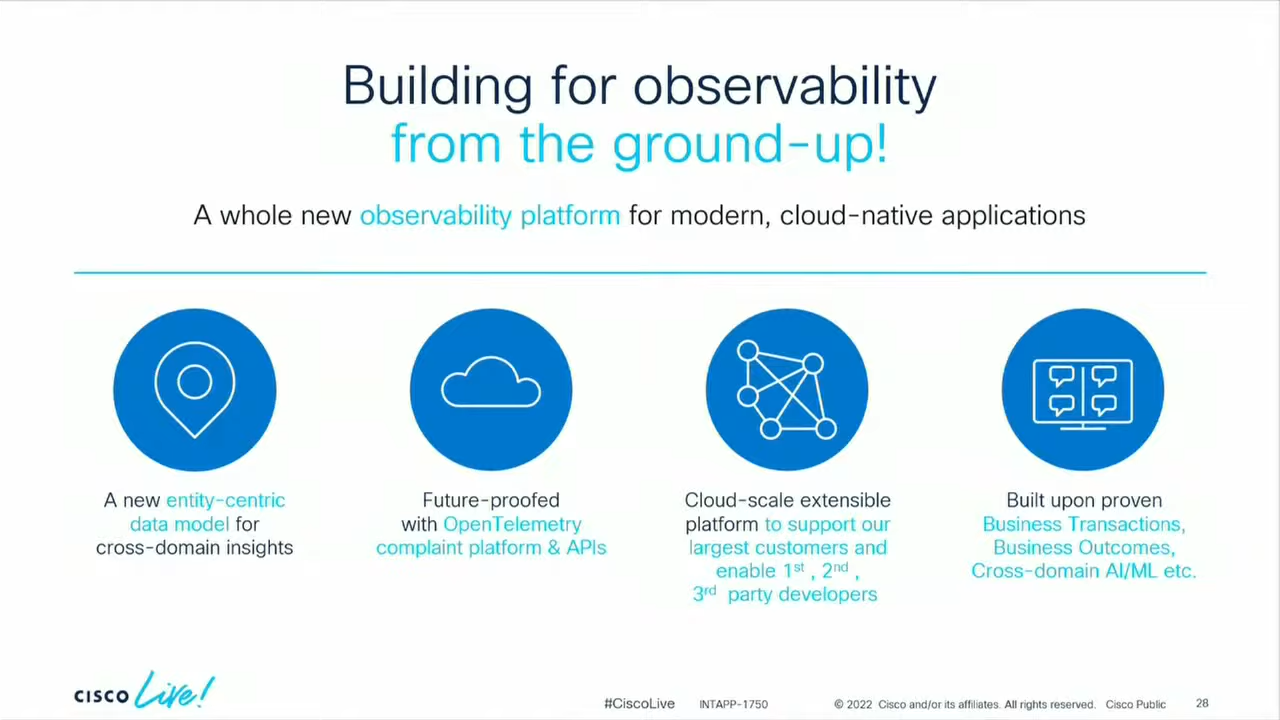 Building for observability
from the ground-up!
A whole new observability platform for modern, cloud-native applications
A new entity-centric
data model for
cross-domain insights
Future-proofed
with OpenTelemetry
complaint platform & APIs
Cloud-scale extensible
platform to support our
largest customers and
enable 1st , 2nd ,
3rd party developers
Built upon proven
Business Transactions,
Business Outcomes,
Cross-domain AI/ML etc.
CISCO Live!
#CiscoLive INTAPP-1750 © 2022 Cisco and/or its affiliates. All rights reserved. Cisco Public 28